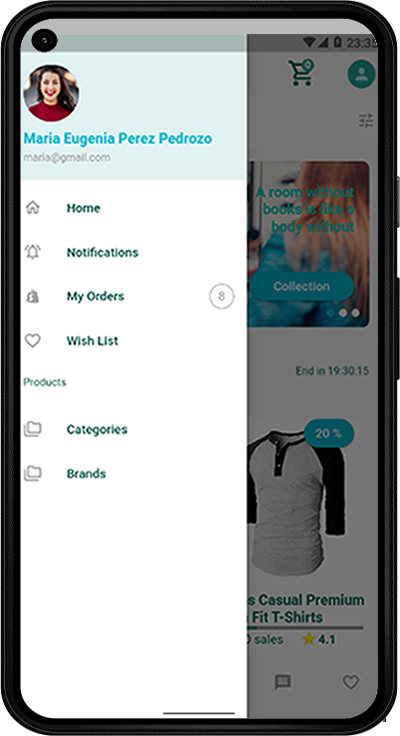 23:35
0
Maria Eugenia Perez Pedrozo
maria@gmail.com
Home
Notifications
My Orders
8
Wish List
Products
Categories
Brands
A room without
books is like a
body without
Collection
End in 19:30:15
20 %
s Casual Premium
Fit T-Shirts
0 sales
4.1